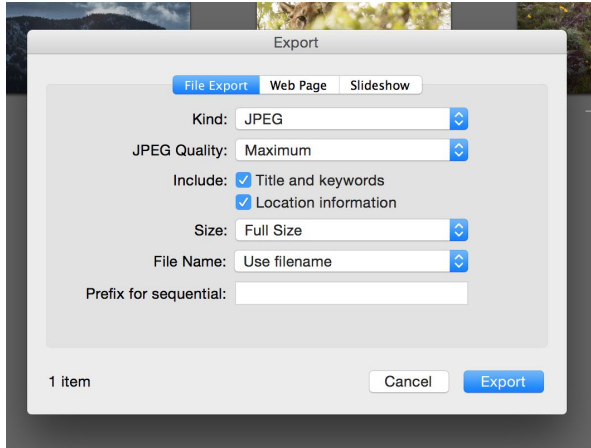 Export
File Export Web Page Slideshow
Kind: JPEG
JPEG Quality: Maximum
Include: Title and keywords
Location information
Size: Full Size
File Name: Use filename
Prefix for sequential:
1 item Cancel Export